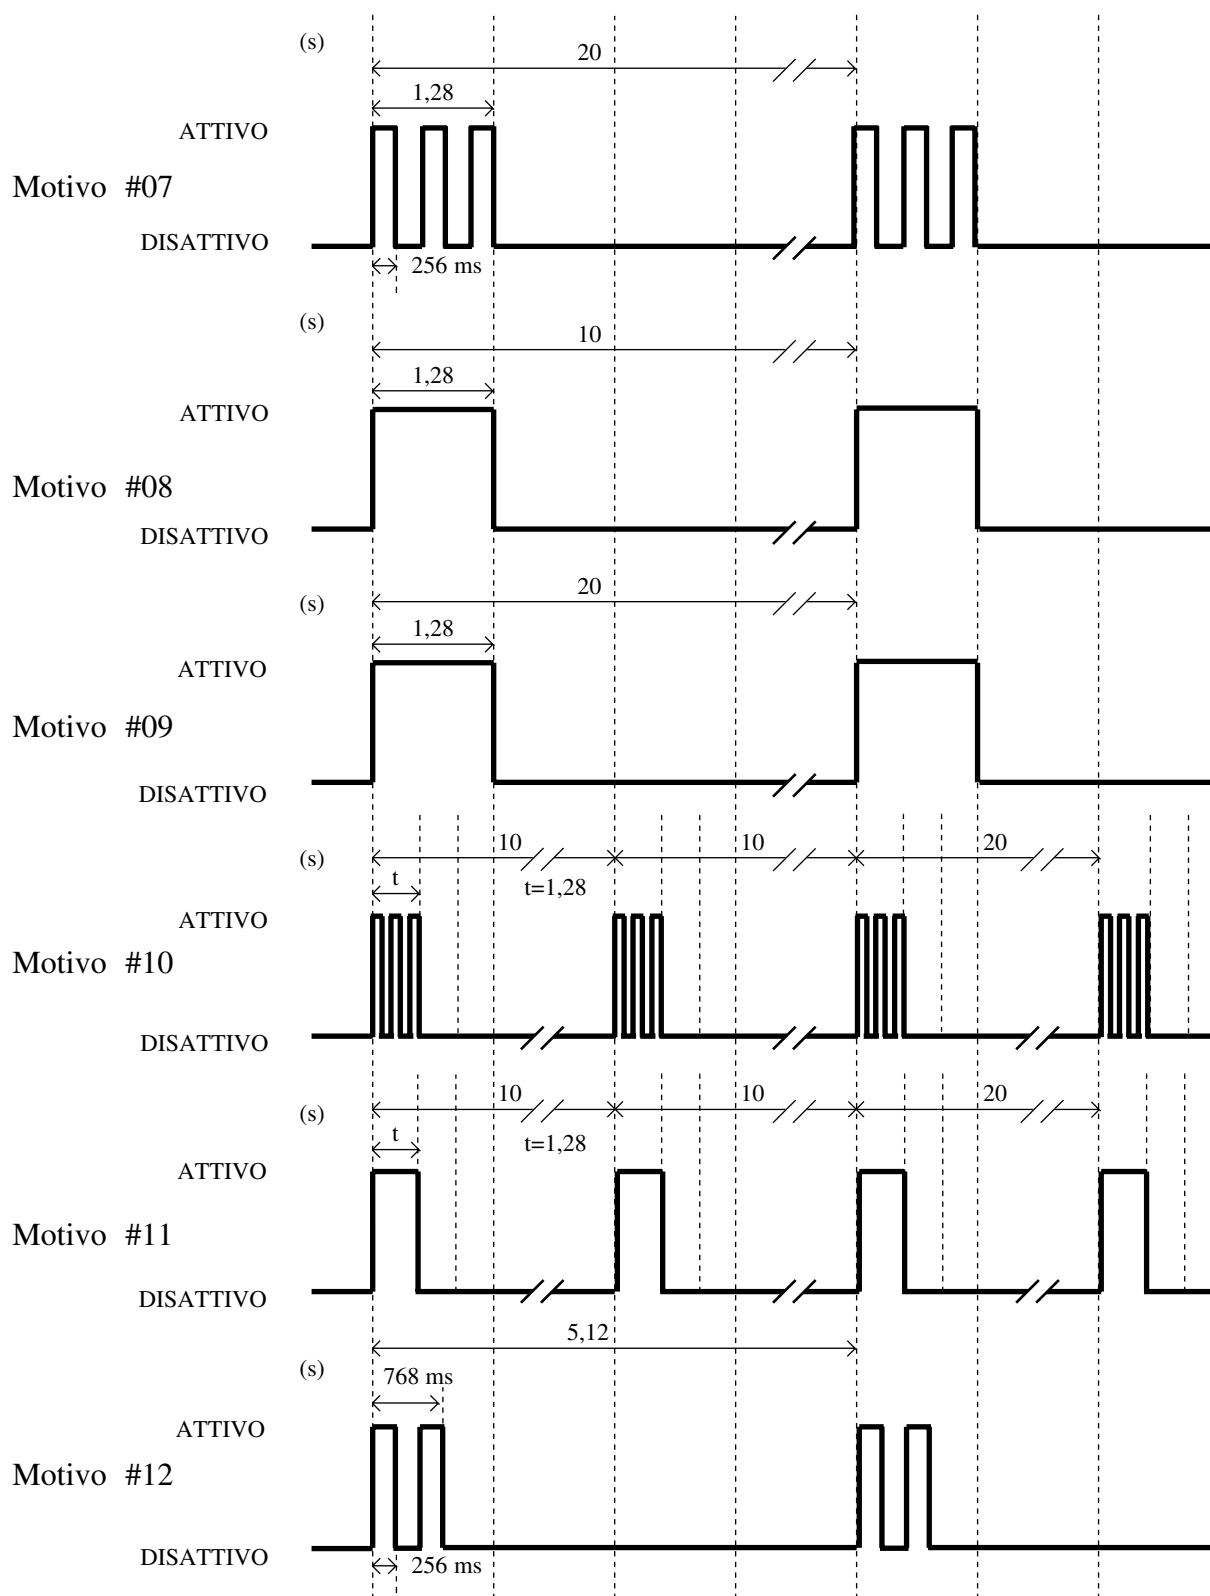 (s)
20
1,28
ATTIVO
Motivo #07
DISATTIVO
256 ms
(s)
10
1,28
ATTIVO
Motivo #08
DISATTIVO
(s)
20
1,28
ATTIVO
Motivo #09
DISATTIVO
(s)
10 10 20
t t=1,28
ATTIVO
Motivo #10
DISATTIVO
(s)
10 10 20
t t=1,28
ATTIVO
Motivo #11
DISATTIVO
5,12
(s)
768 ms
ATTIVO
Motivo #12
DISATTIVO
256 ms